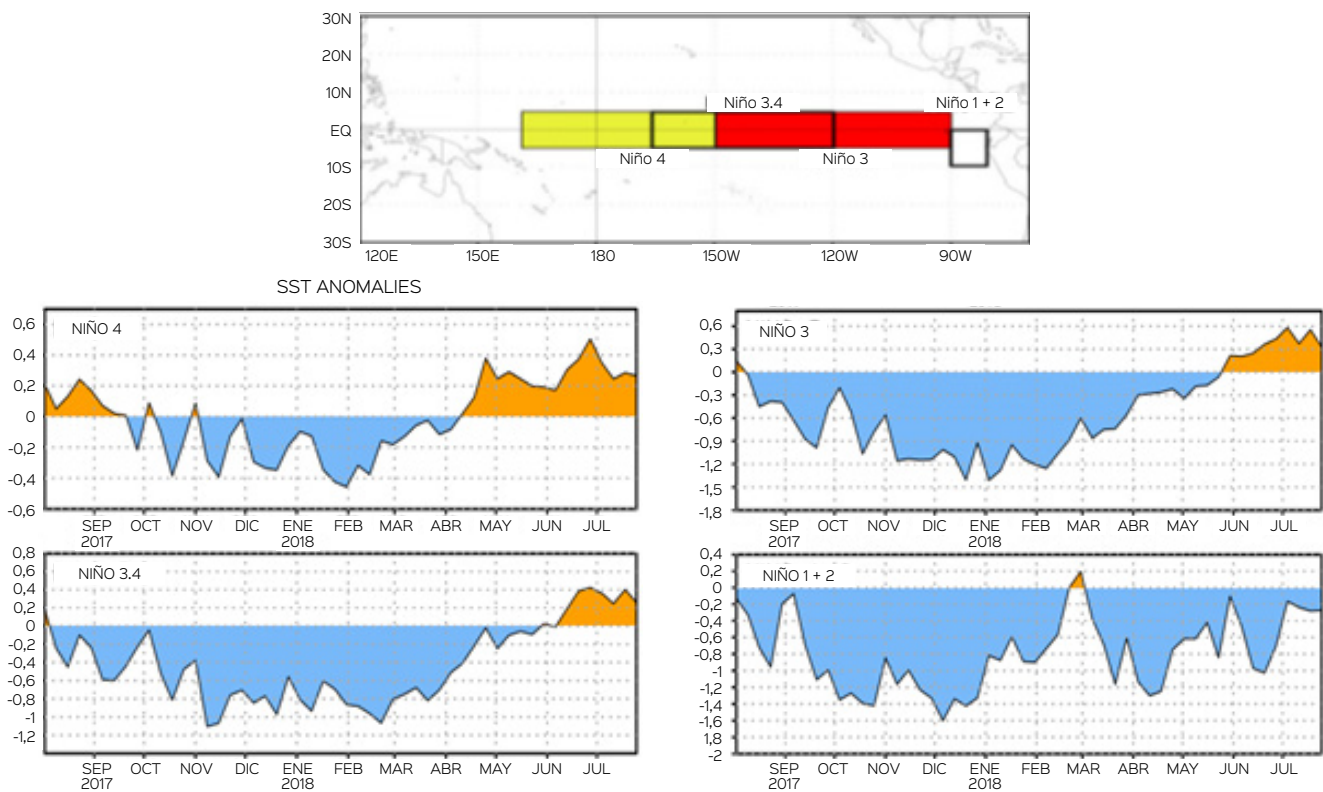 30N
20N
10N
EQ
10S
20S
30S
Niño 3.4
Niño 1 + 2
Niño 4
Niño 3
120E 150E 180 150W 120W 90W
SST ANOMALIES
NIÑO 4
0,6
0,4
0,2
0
-0,2
-0,4
-0,6
SEP OCT NOV DIC ENE FEB MAR ABR MAY JUN JUL
2017 2018
NIÑO 3
0,6
0,3
0
-0,3
-0,6
-0,9
-1,2
-1,5
-1,8
SEP OCT NOV DIC ENE FEB MAR ABR MAY JUN JUL
2017 2018
NIÑO 3.4
0,8
0,6
0,4
0,2
0
-0,2
-0,4
-0,6
-0,8
-1
-1,2
SEP OCT NOV DIC ENE FEB MAR ABR MAY JUN JUL
2017 2018
NIÑO 1 + 2
0,4
0,2
0
-0,2
-0,4
-0,6
-0,8
-1
-1,2
-1,4
-1,6
-1,8
-2
SEP OCT NOV DIC ENE FEB MAR ABR MAY JUN JUL
2017 2018